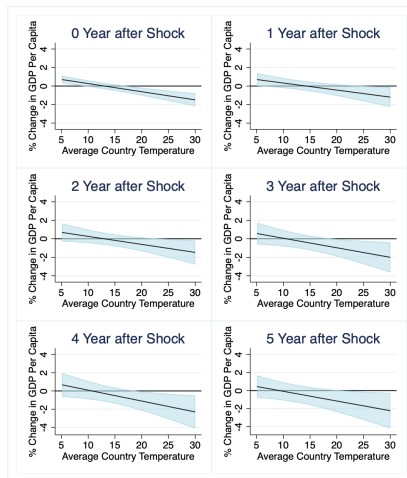 0 Year after Shock
% Change in GDP Per Capita
4
2
0
-2
-4
5 10 15 20 25 30
Average Country Temperature
1 Year after Shock
% Change in GDP Per Capita
4
2
0
-2
-4
5 10 15 20 25 30
Average Country Temperature
2 Year after Shock
% Change in GDP Per Capita
4
2
0
-2
-4
5 10 15 20 25 30
Average Country Temperature
3 Year after Shock
% Change in GDP Per Capita
4
2
0
-2
-4
5 10 15 20 25 30
Average Country Temperature
4 Year after Shock
% Change in GDP Per Capita
4
2
0
-2
-4
5 10 15 20 25 30
Average Country Temperature
5 Year after Shock
% Change in GDP Per Capita
4
2
0
-2
-4
5 10 15 20 25 30
Average Country Temperature